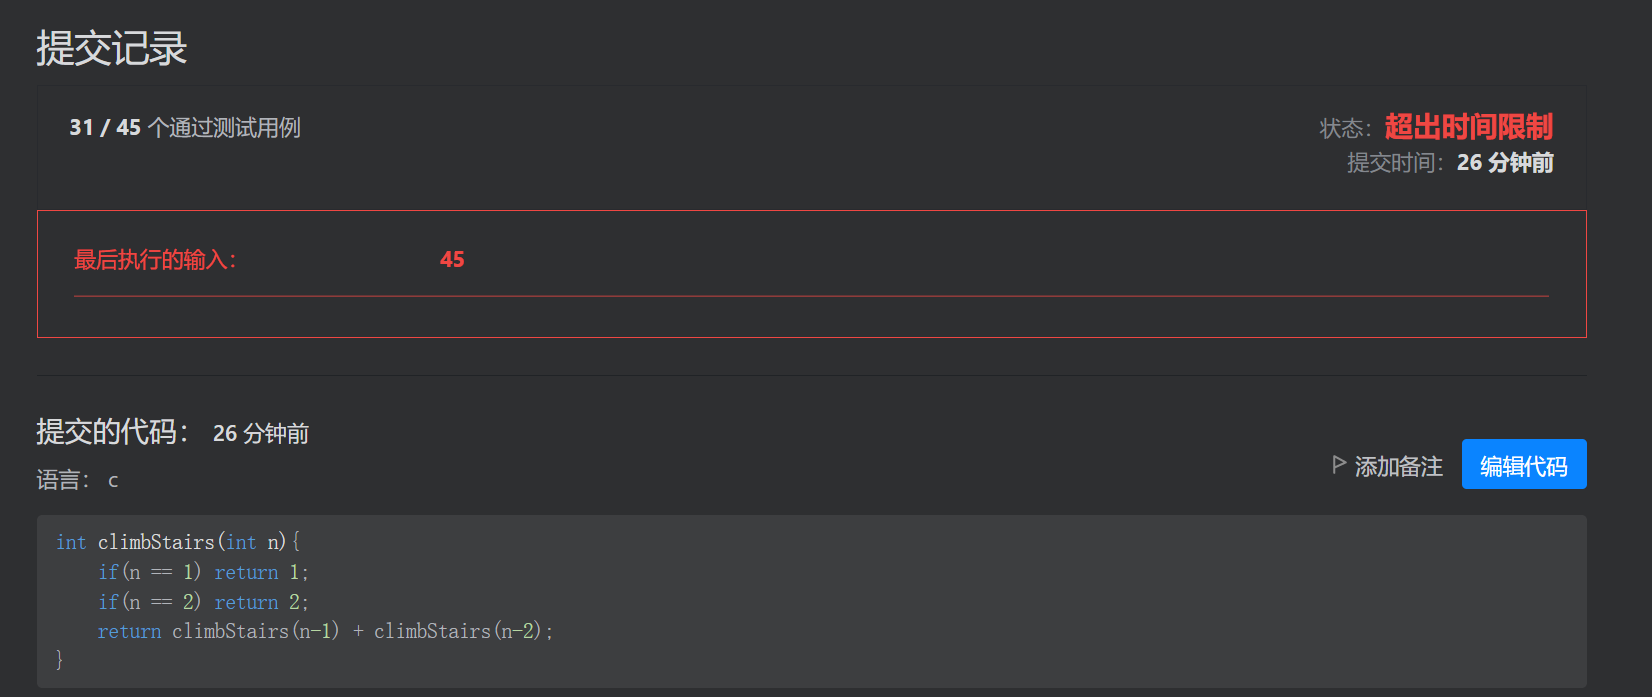 提交记录
31 / 45 个通过测试用例
状态：超出时间限制
提交时间：26 分钟前
最后执行的输入：45
提交的代码：26 分钟前
语言：c
添加备注
编辑代码
int climbStairs(int n){
    if(n == 1) return 1;
    if(n == 2) return 2;
    return climbStairs(n-1) + climbStairs(n-2);
}